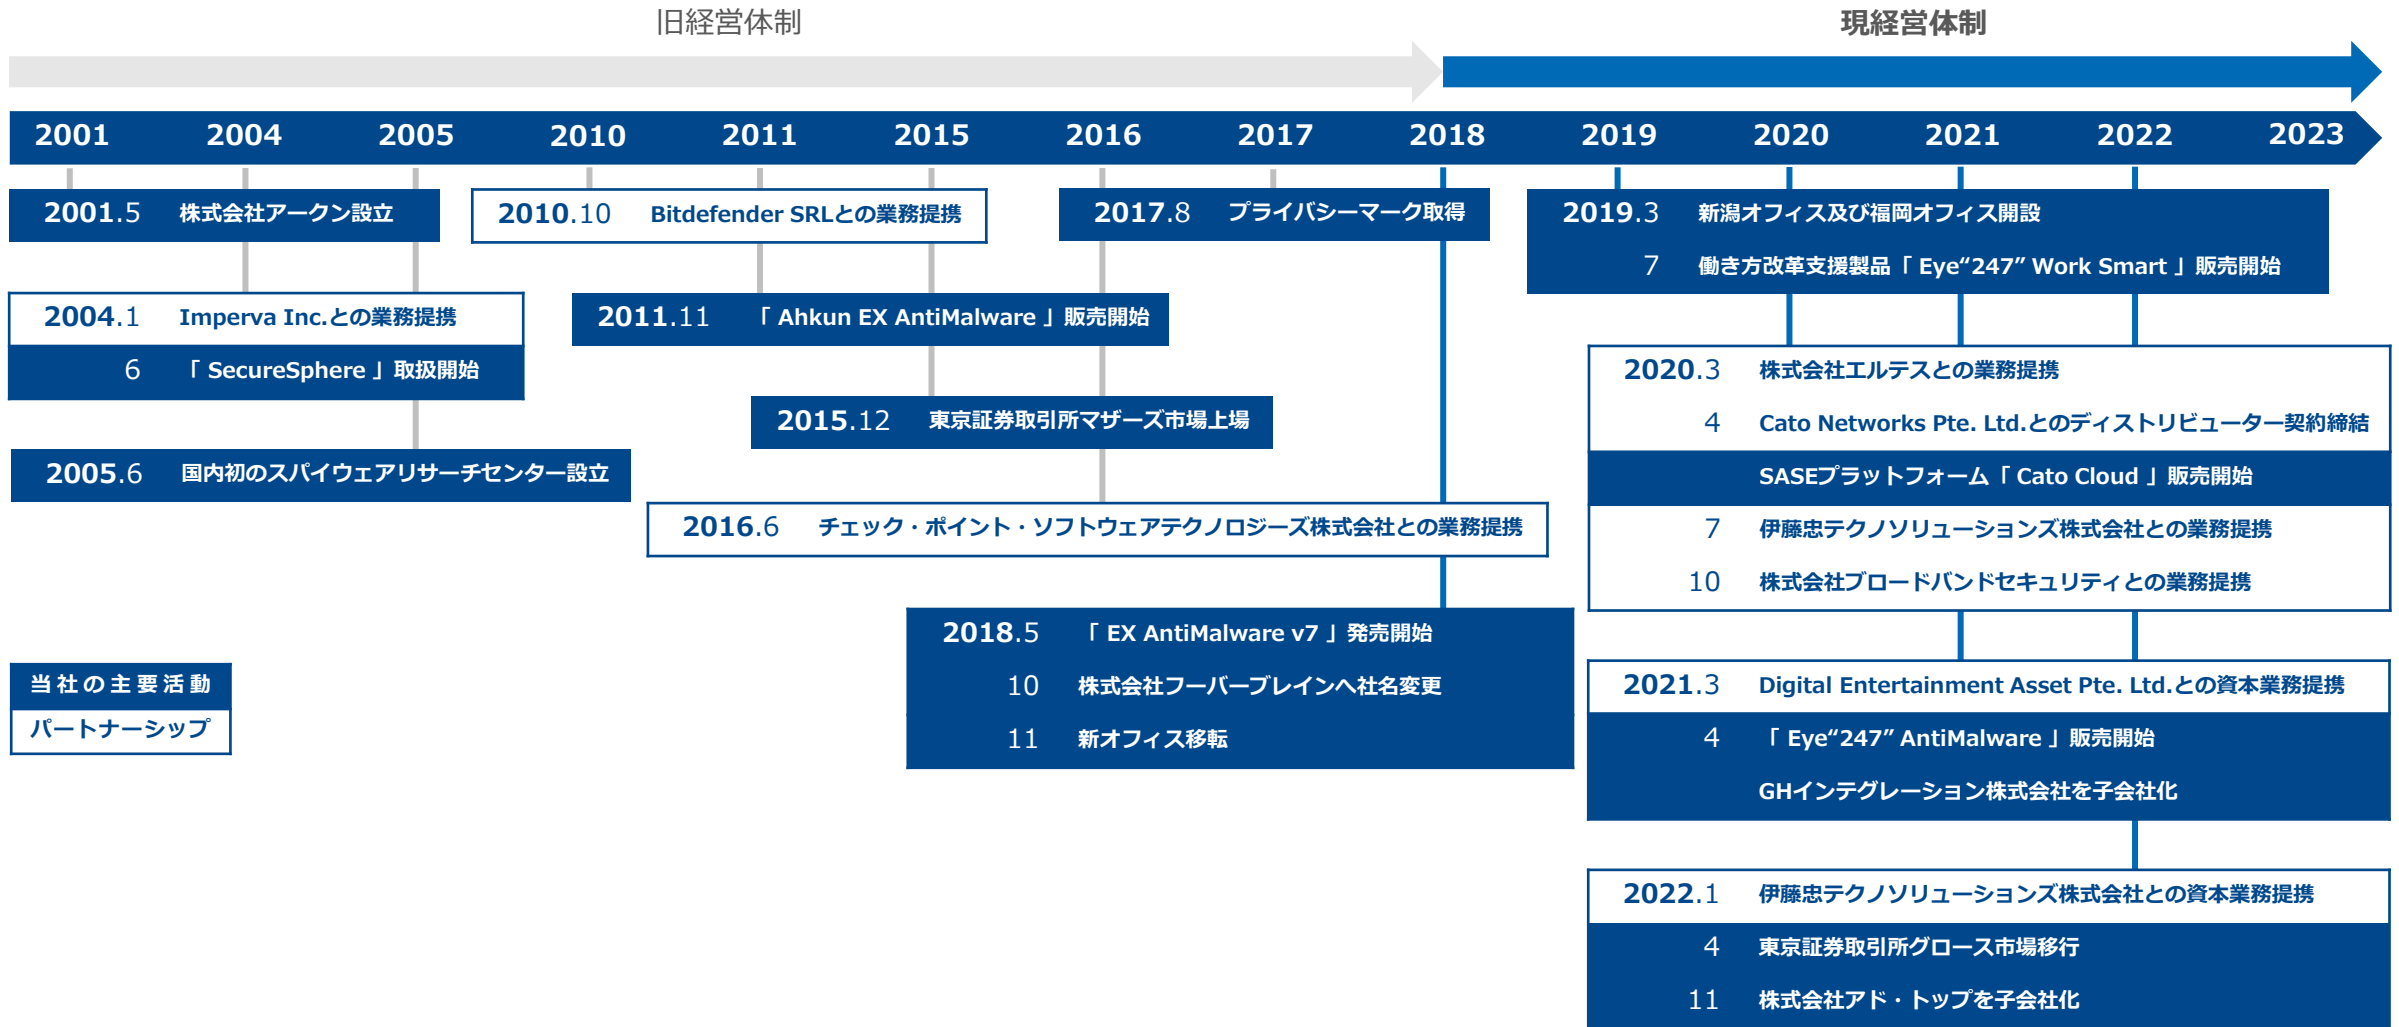 旧経営体制
現経営体制
2001 2004 2005 2010 2011 2015 2016 2017 2018 2019 2020 2021 2022 2023
2001.5 株式会社アークン設立
2004.1 Imperva Inc.との業務提携
6 「 SecureSphere 」取扱開始
2005.6 国内初のスパイウェアリサーチセンター設立
2010.10 Bitdefender SRLとの業務提携
2011.11 「 Ahkun EX AntiMalware 」販売開始
2015.12 東京証券取引所マザーズ市場上場
2016.6 チェック・ポイント・ソフトウェアテクノロジーズ株式会社との業務提携
2017.8 プライバシーマーク取得
2018.5 「 EX AntiMalware v7 」発売開始
10 株式会社フーバーブレインへ社名変更
11 新オフィス移転
2019.3 新潟オフィス及び福岡オフィス開設
7 働き方改革支援製品「 Eye“247” Work Smart 」販売開始
2020.3 株式会社エルテスとの業務提携
4 Cato Networks Pte. Ltd.とのディストリビューター契約締結
SASEプラットフォーム「 Cato Cloud 」販売開始
7 伊藤忠テクノソリューションズ株式会社との業務提携
10 株式会社ブロードバンドセキュリティとの業務提携
2021.3 Digital Entertainment Asset Pte. Ltd.との資本業務提携
4 「 Eye“247” AntiMalware 」販売開始
GHインテグレーション株式会社を子会社化
2022.1 伊藤忠テクノソリューションズ株式会社との資本業務提携
4 東京証券取引所グロース市場移行
11 株式会社アド・トップを子会社化
当社の主要活動
パートナーシップ